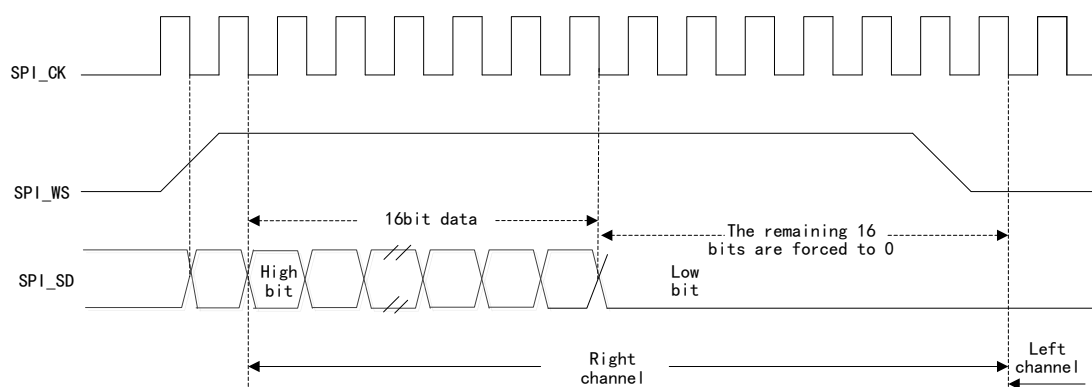 SPI_CK
SPI_WS
16bit data
The remaining 16
bits are forced to 0
SPI_SD
High
bit
Low
bit
Right
channel
Left
channel